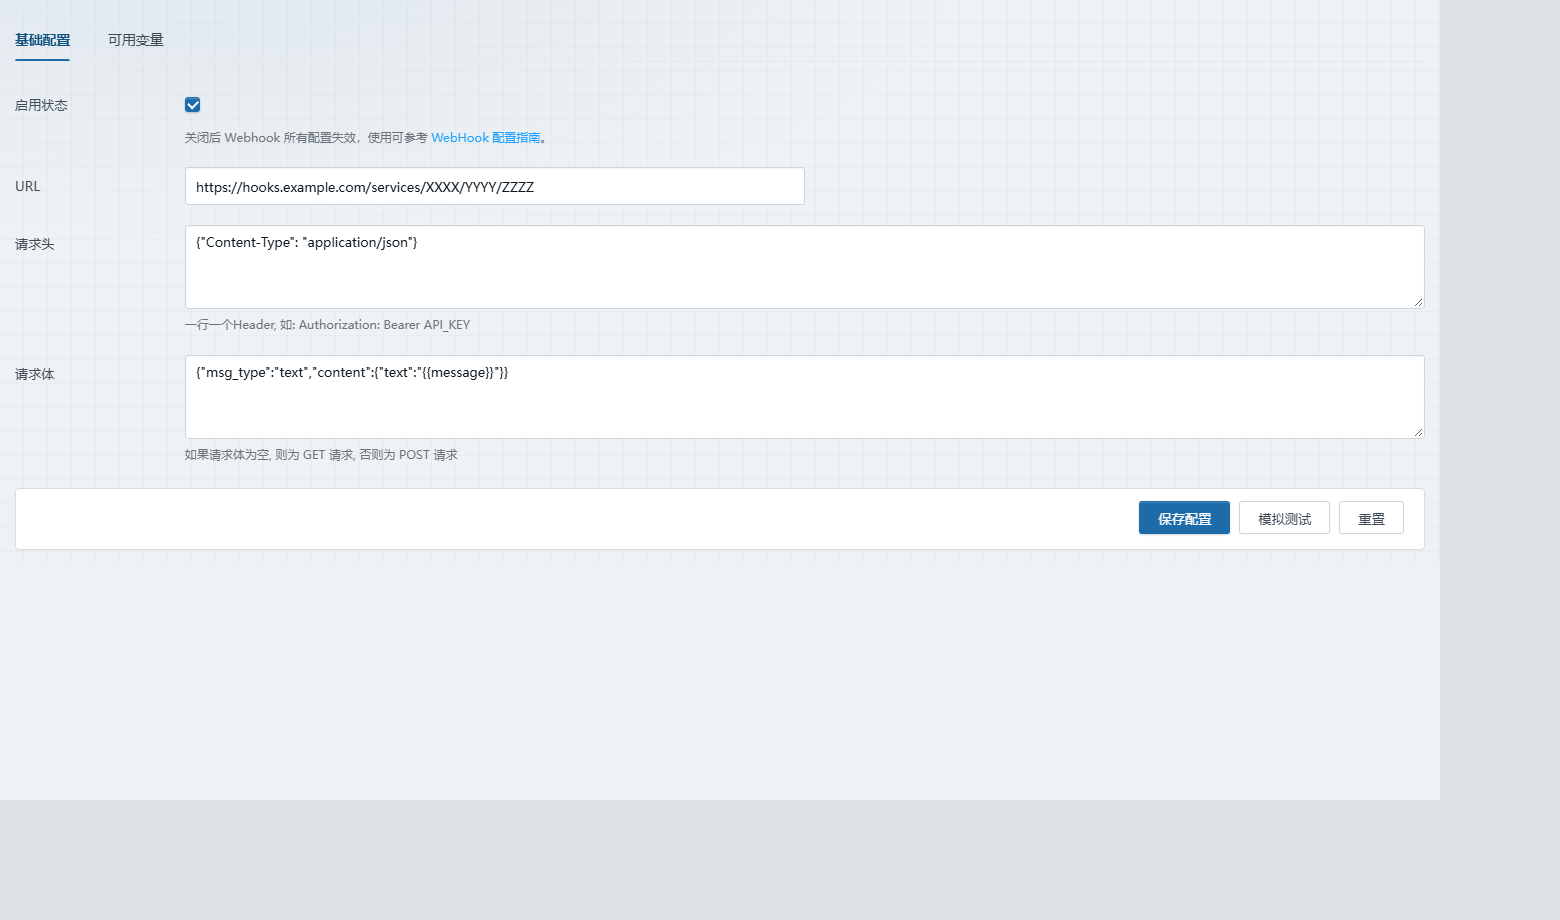 基础配置 可用变量
启用状态
关闭后 Webhook 所有配置失效，使用可参考 WebHook 配置指南。
URL https://hooks.example.com/services/XXXX/YYYY/ZZZZ
请求头 {"Content-Type": "application/json"}
一行一个Header, 如: Authorization: Bearer API_KEY
请求体 {"msg_type":"text","content":{"text":"{{message}}"}}
如果请求体为空, 则为 GET 请求, 否则为 POST 请求
保存配置 模拟测试 重置